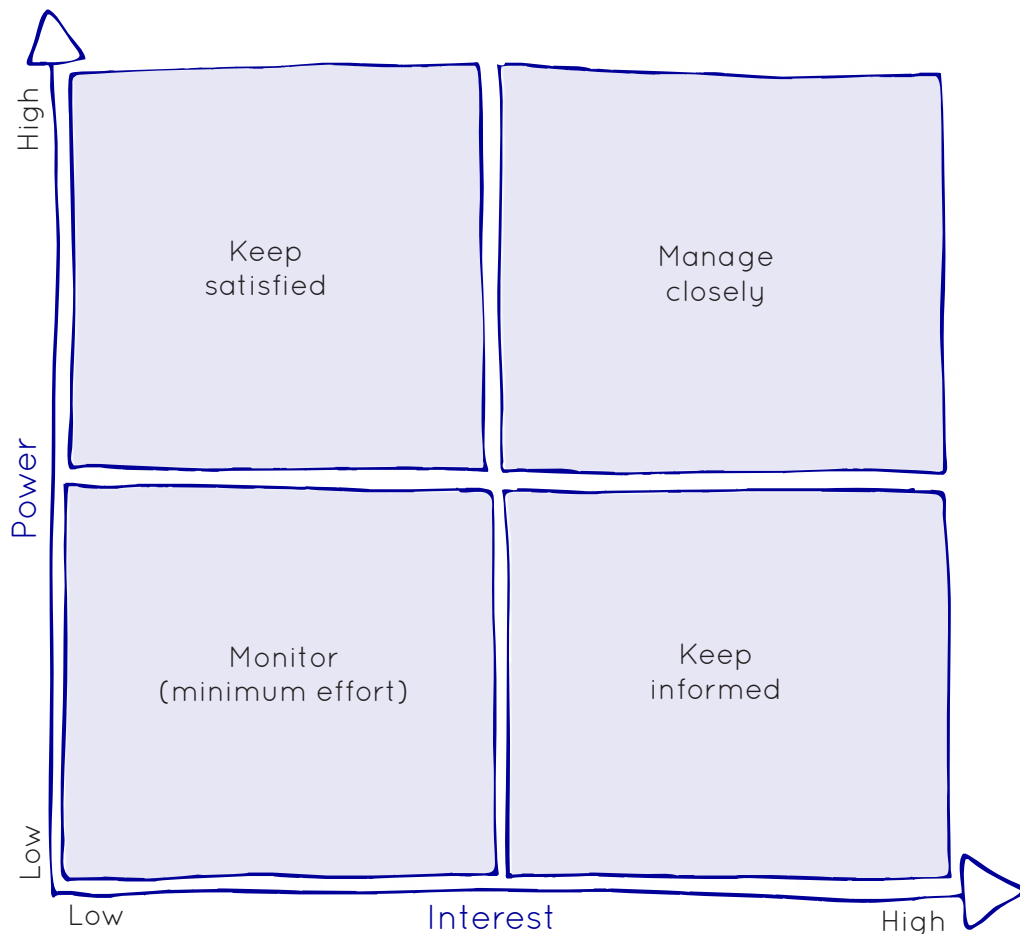 High
Keep
satisfied
Manage
closely
Power
Monitor
(minimum effort)
Keep
informed
Low
Low
Interest
High